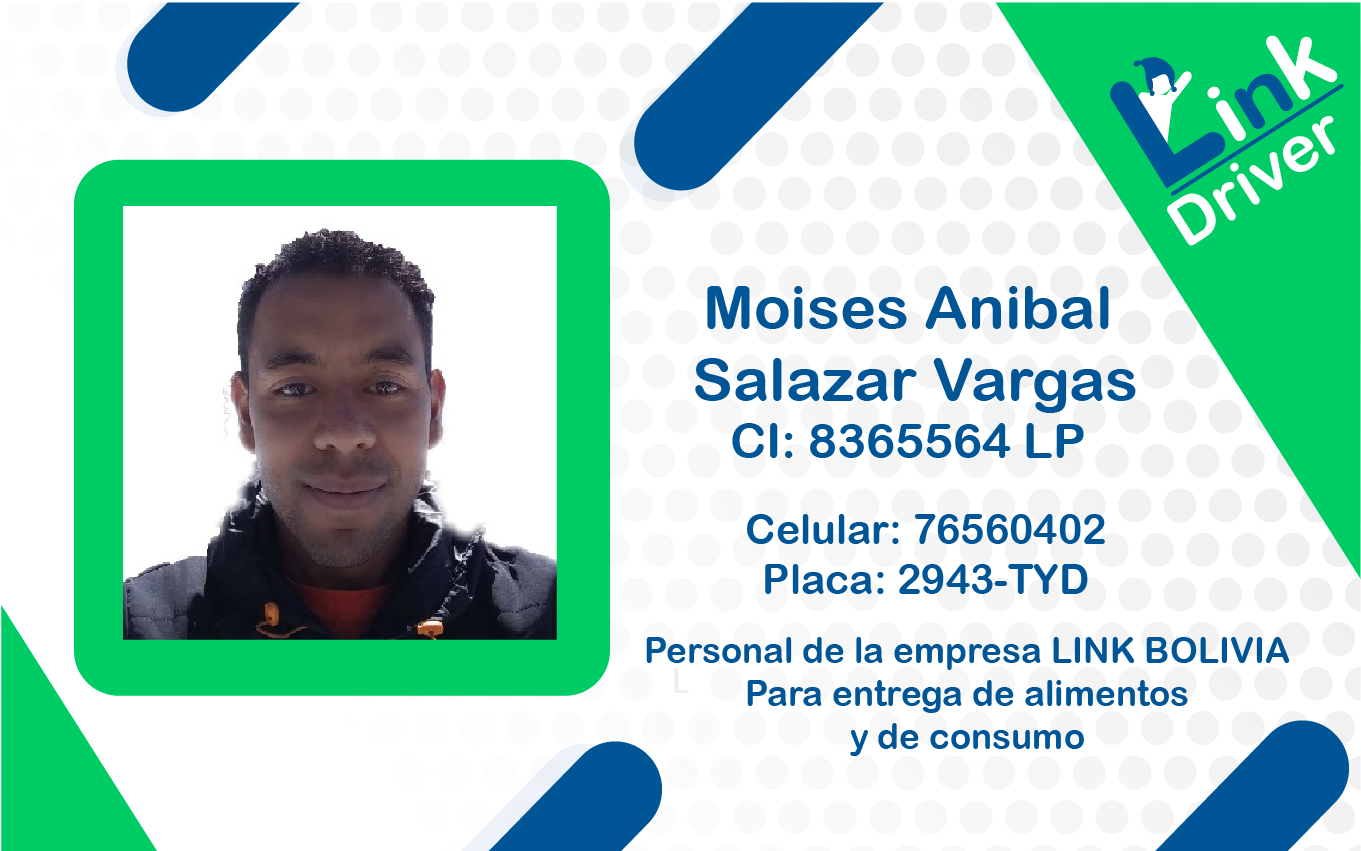 Link
Driver
Moises Anibal
Salazar Vargas
CI: 8365564 LP
Celular: 76560402
Placa: 2943-TYD
Personal de la empresa LINK BOLIVIA
L
Para entrega de alimentos
y de consumo